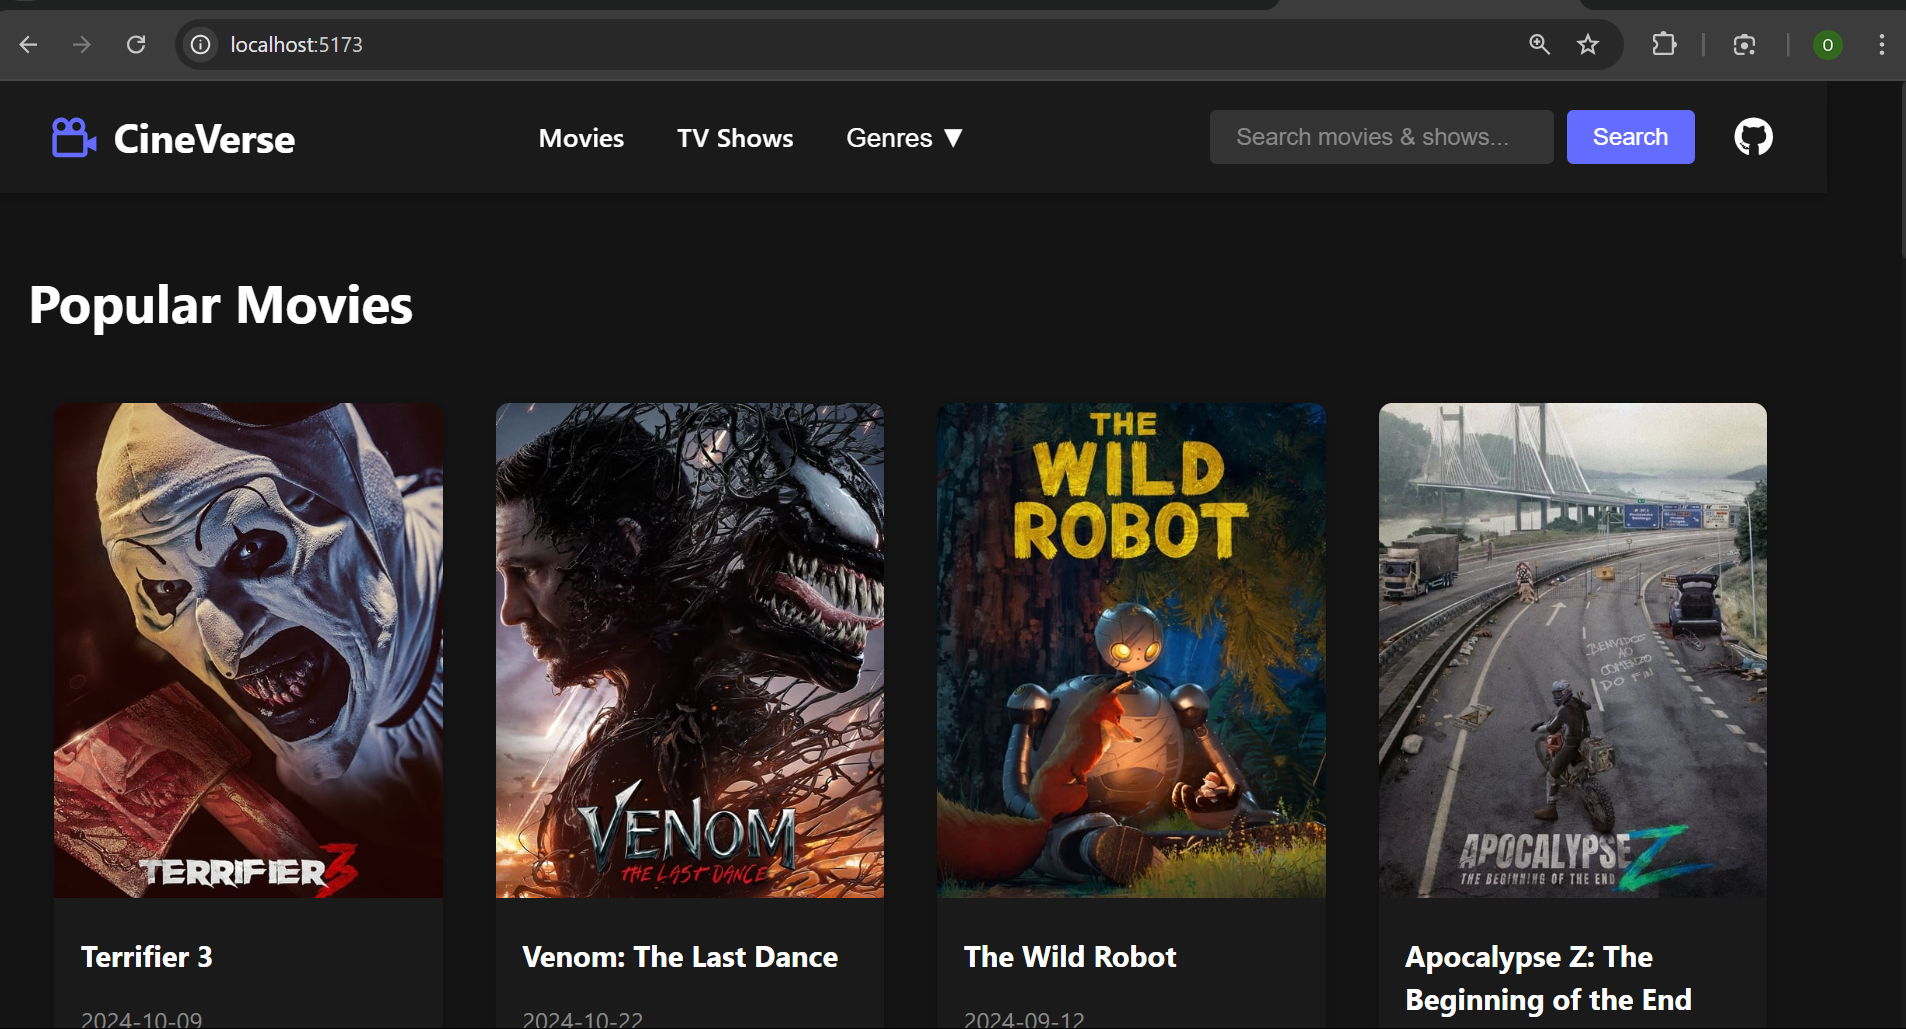 localhost:5173
O
CineVerse
Movies
TV Shows
Genres ▼
Search movies & shows...
Search
Popular Movies
TERRIFIER 3
VENOM
THE LAST DANCE
THE
WILD
ROBOT
BENVIDOS
AO
COMEZO
DO FIN
APOCALYPSE Z
THE BEGINNING OF THE END
Terrifier 3
Venom: The Last Dance
The Wild Robot
Apocalypse Z: The
Beginning of the End
2024-10-09
2024-10-22
2024-09-12